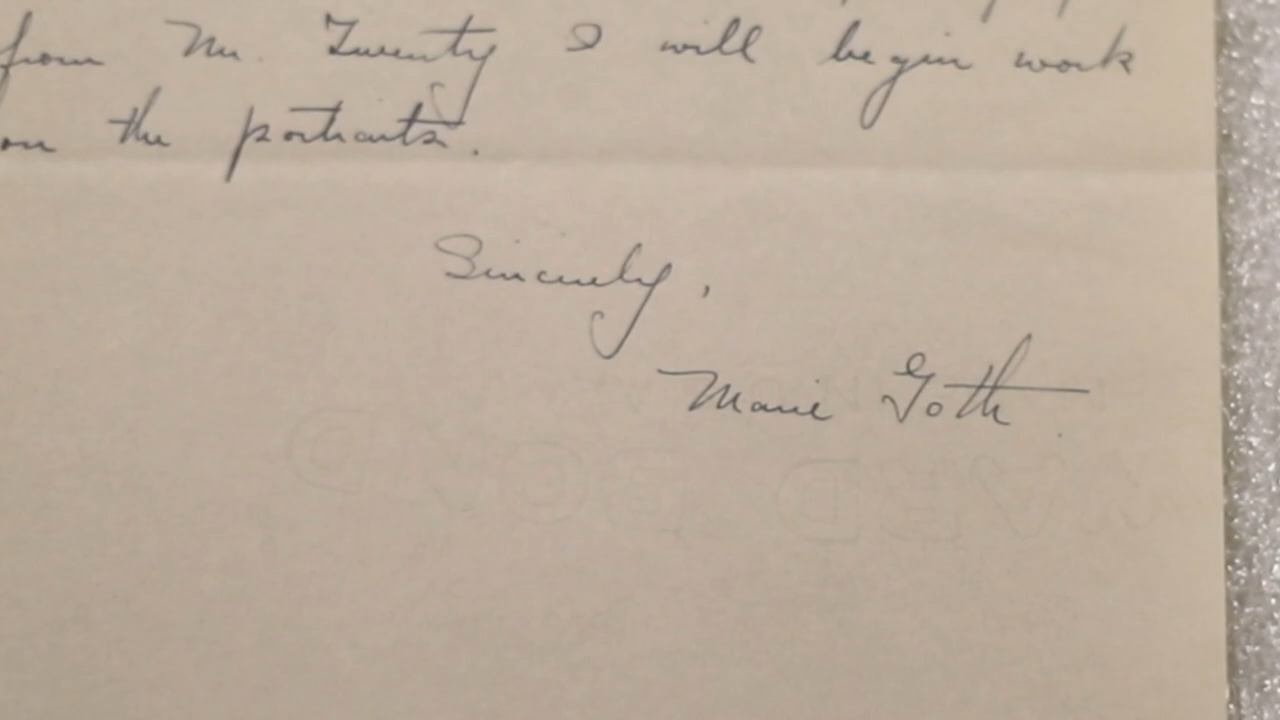 from Mr. Twenty I will begin work
on the portraits.
Sincerely,
Marie Goth